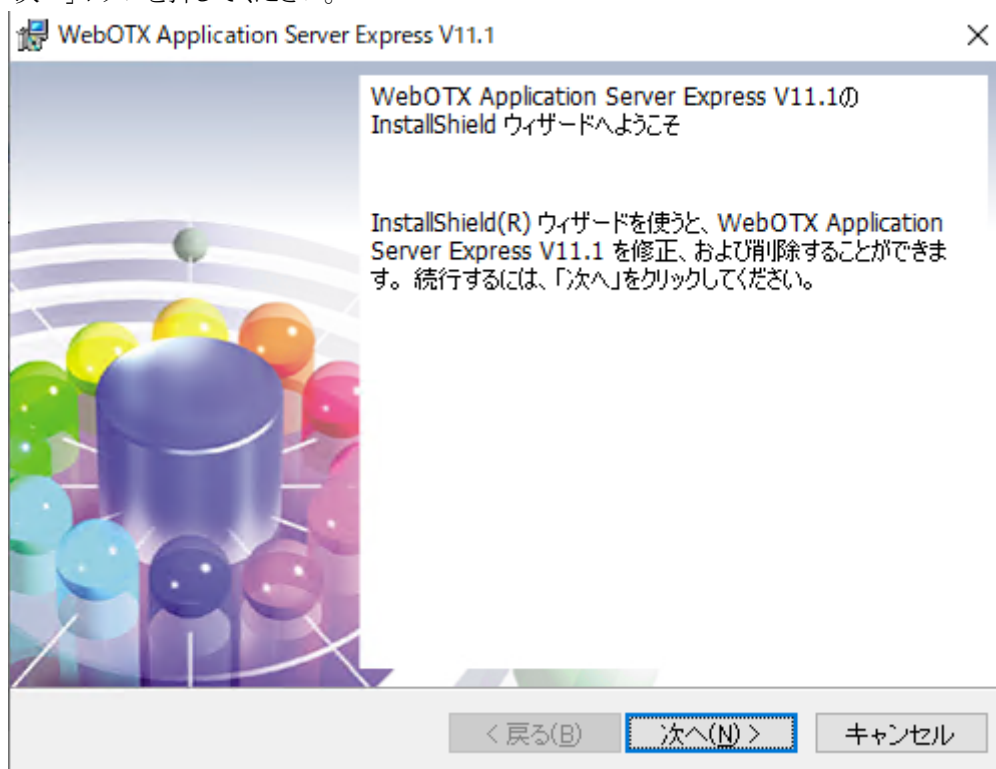 WebOTX Application Server Express V11.1
WebOTX Application Server Express V11.1の
InstallShield ウィザードへようこそ
InstallShield(R) ウィザードを使うと、WebOTX Application
Server Express V11.1 を修正、および削除することができま
す。続行するには、「次へ」をクリックしてください。
< 戻る(B)
次へ(N) >
キャンセル